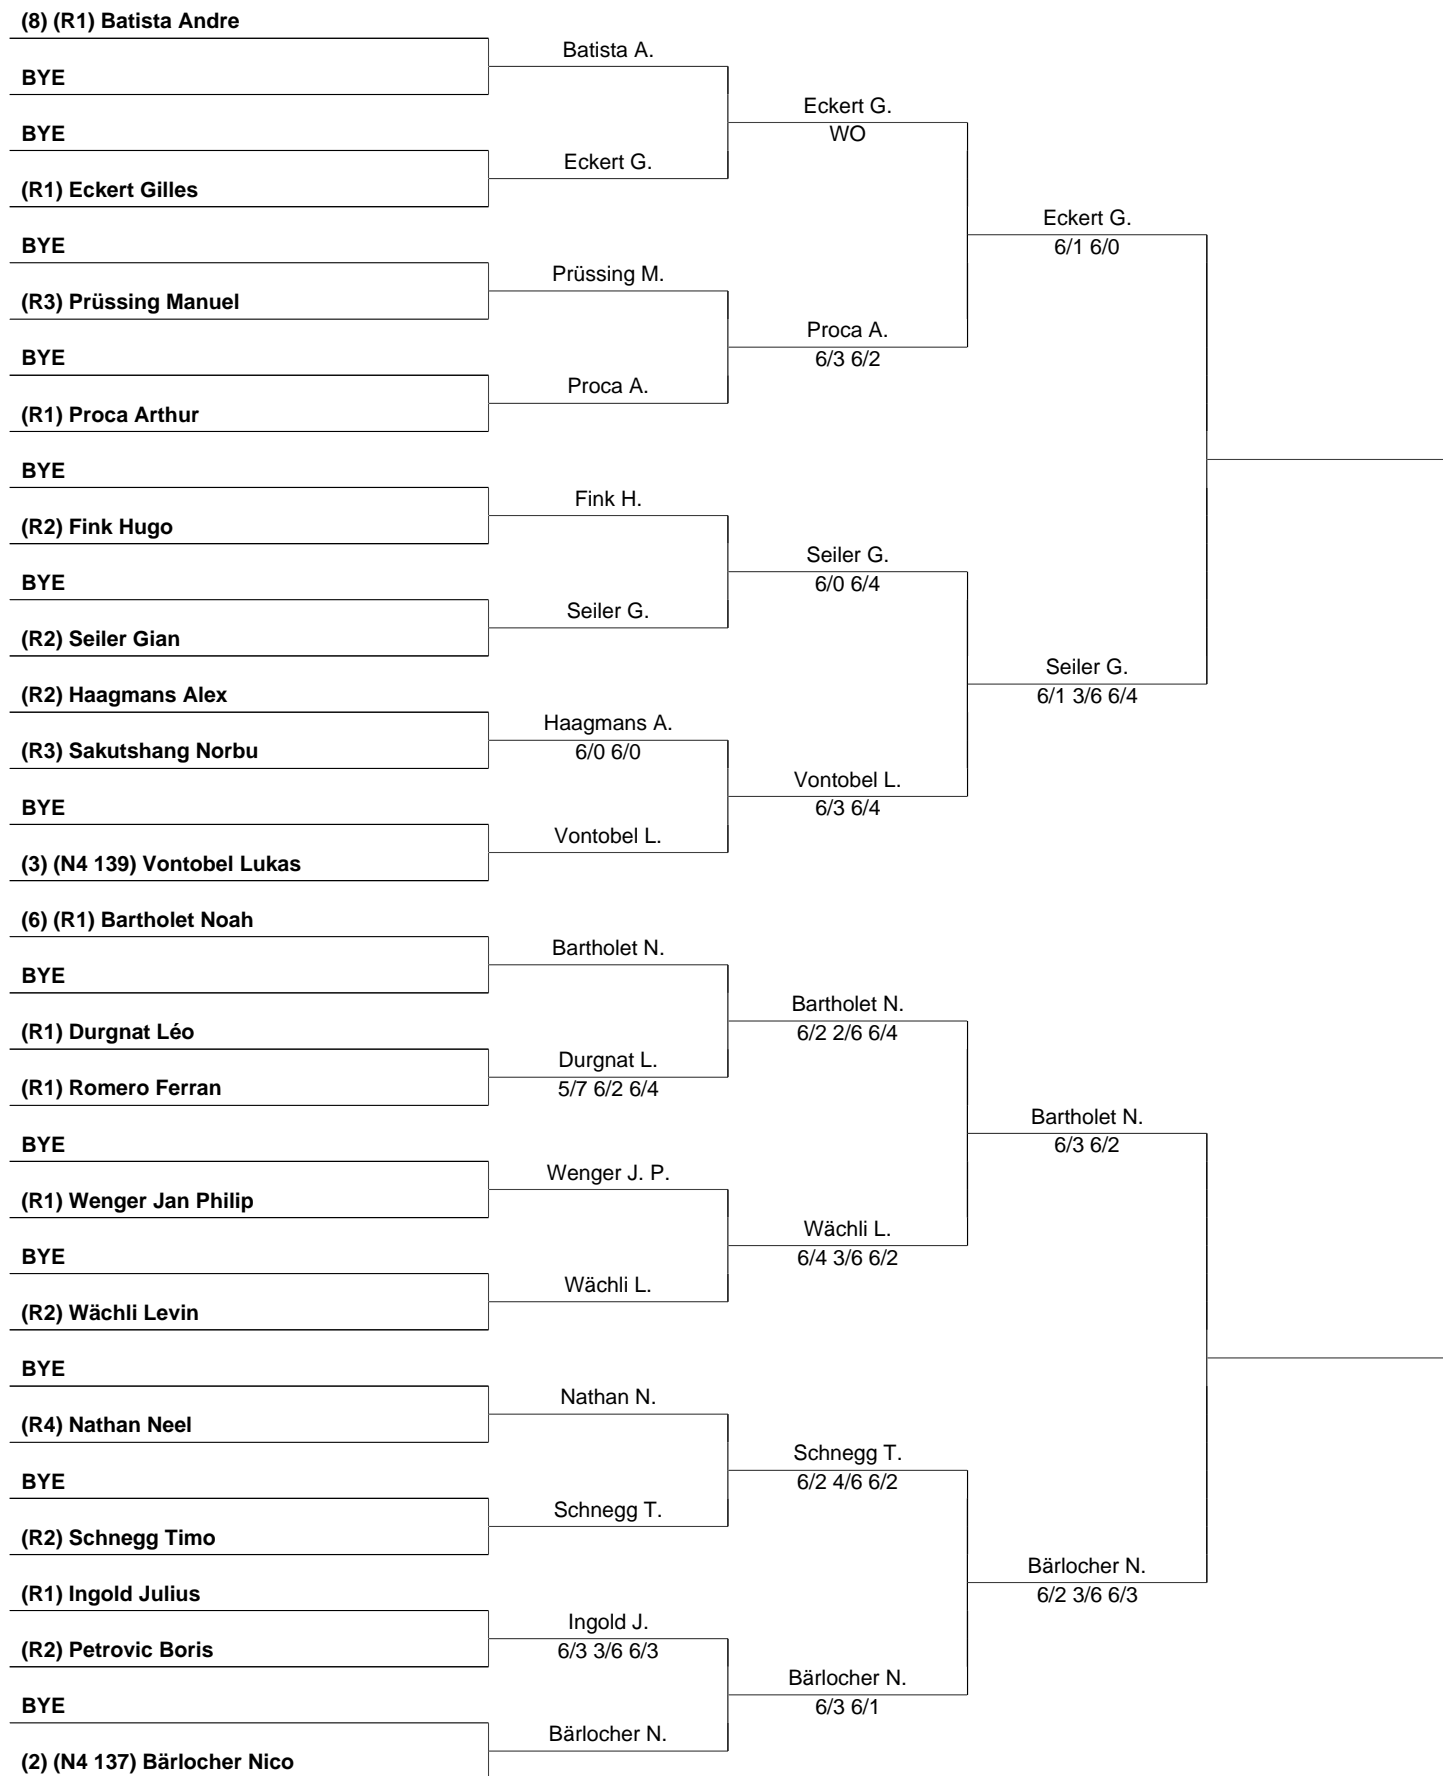 (8) (R1) Batista Andre
Batista A.
BYE
Eckert G.
WO
BYE
Eckert G.
(R1) Eckert Gilles
Eckert G.
6/1 6/0
BYE
Prüssing M.
(R3) Prüssing Manuel
Proca A.
6/3 6/2
BYE
Proca A.
(R1) Proca Arthur
BYE
Fink H.
(R2) Fink Hugo
Seiler G.
6/0 6/4
BYE
Seiler G.
(R2) Seiler Gian
Seiler G.
6/1 3/6 6/4
(R2) Haagmans Alex
Haagmans A.
6/0 6/0
(R3) Sakutshang Norbu
Vontobel L.
6/3 6/4
BYE
Vontobel L.
(3) (N4 139) Vontobel Lukas
(6) (R1) Bartholet Noah
Bartholet N.
BYE
Bartholet N.
6/2 2/6 6/4
(R1) Durgnat Léo
Durgnat L.
5/7 6/2 6/4
(R1) Romero Ferran
Bartholet N.
6/3 6/2
BYE
Wenger J. P.
(R1) Wenger Jan Philip
Wächli L.
6/4 3/6 6/2
BYE
Wächli L.
(R2) Wächli Levin
BYE
Nathan N.
(R4) Nathan Neel
Schnegg T.
6/2 4/6 6/2
BYE
Schnegg T.
(R2) Schnegg Timo
Bärlocher N.
6/2 3/6 6/3
(R1) Ingold Julius
Ingold J.
6/3 3/6 6/3
(R2) Petrovic Boris
Bärlocher N.
6/3 6/1
BYE
Bärlocher N.
(2) (N4 137) Bärlocher Nico